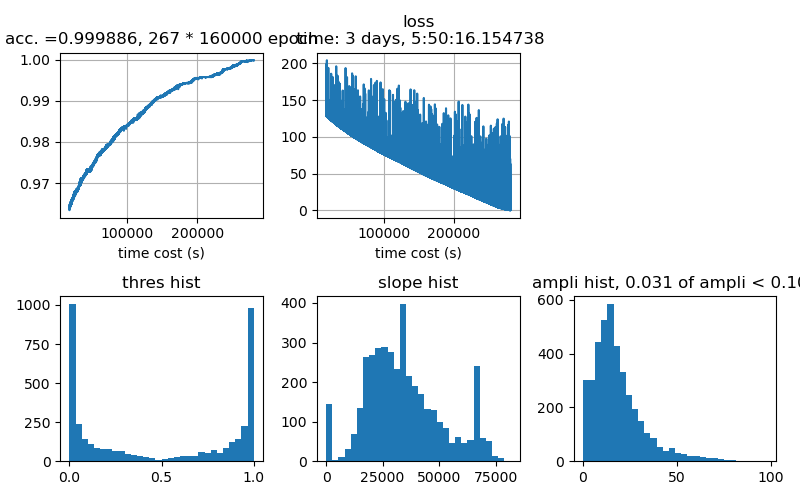 loss
acc. =0.999886, 267 * 160000 epoch
time: 3 days, 5:50:16.154738
1.00
0.99
0.98
0.97
100000 200000
time cost (s)
200
150
100
50
0
100000 200000
time cost (s)
thres hist
1000
750
500
250
0
0.0 0.5 1.0
slope hist
400
300
200
100
0
0 25000 50000 75000
ampli hist, 0.031 of ampli < 0.10
600
400
200
0
0 50 100